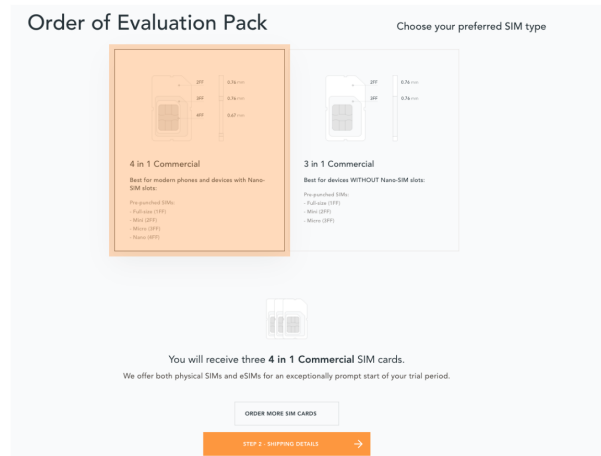 Order of Evaluation Pack
Choose your preferred SIM type
2FF 0.76 mm
3FF 0.76 mm
4FF 0.67 mm
4 in 1 Commercial
Best for modern phones and devices with Nano-
SIM slots:
Pre-punched SIMs:
- Full-size (1FF)
- Mini (2FF)
- Micro (3FF)
- Nano (4FF)
2FF 0.76 mm
3FF 0.76 mm
3 in 1 Commercial
Best for devices WITHOUT Nano-SIM slots:
Pre-punched SIMs:
- Full-size (1FF)
- Mini (2FF)
- Micro (3FF)
You will receive three 4 in 1 Commercial SIM cards.
We offer both physical SIMs and eSIMs for an exceptionally prompt start of your trial period.
ORDER MORE SIM CARDS
STEP 2 - SHIPPING DETAILS